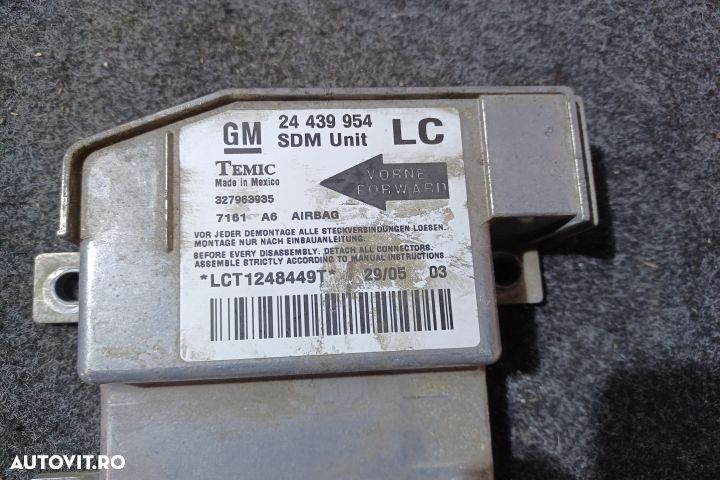 GM 24 439 954 LC
SDM Unit
TEMIC
Made in Mexico
VORNE
FORWARD
327963935
7161 A6 AIRBAG
VOR JEDER DEMONTAGE ALLE STECKVERBINDUNGEN LOESEN.
MONTAGE NUR NACH EINBAUANLEITUNG.
BEFORE EVERY DISASSEMBLY. DETACH ALL CONNECTORS.
ASSEMBLE STRICTLY ACCORDING TO MANUAL INSTRUCTIONS
*LCT1248449T* 29/05 03
AUTOVIT.RO